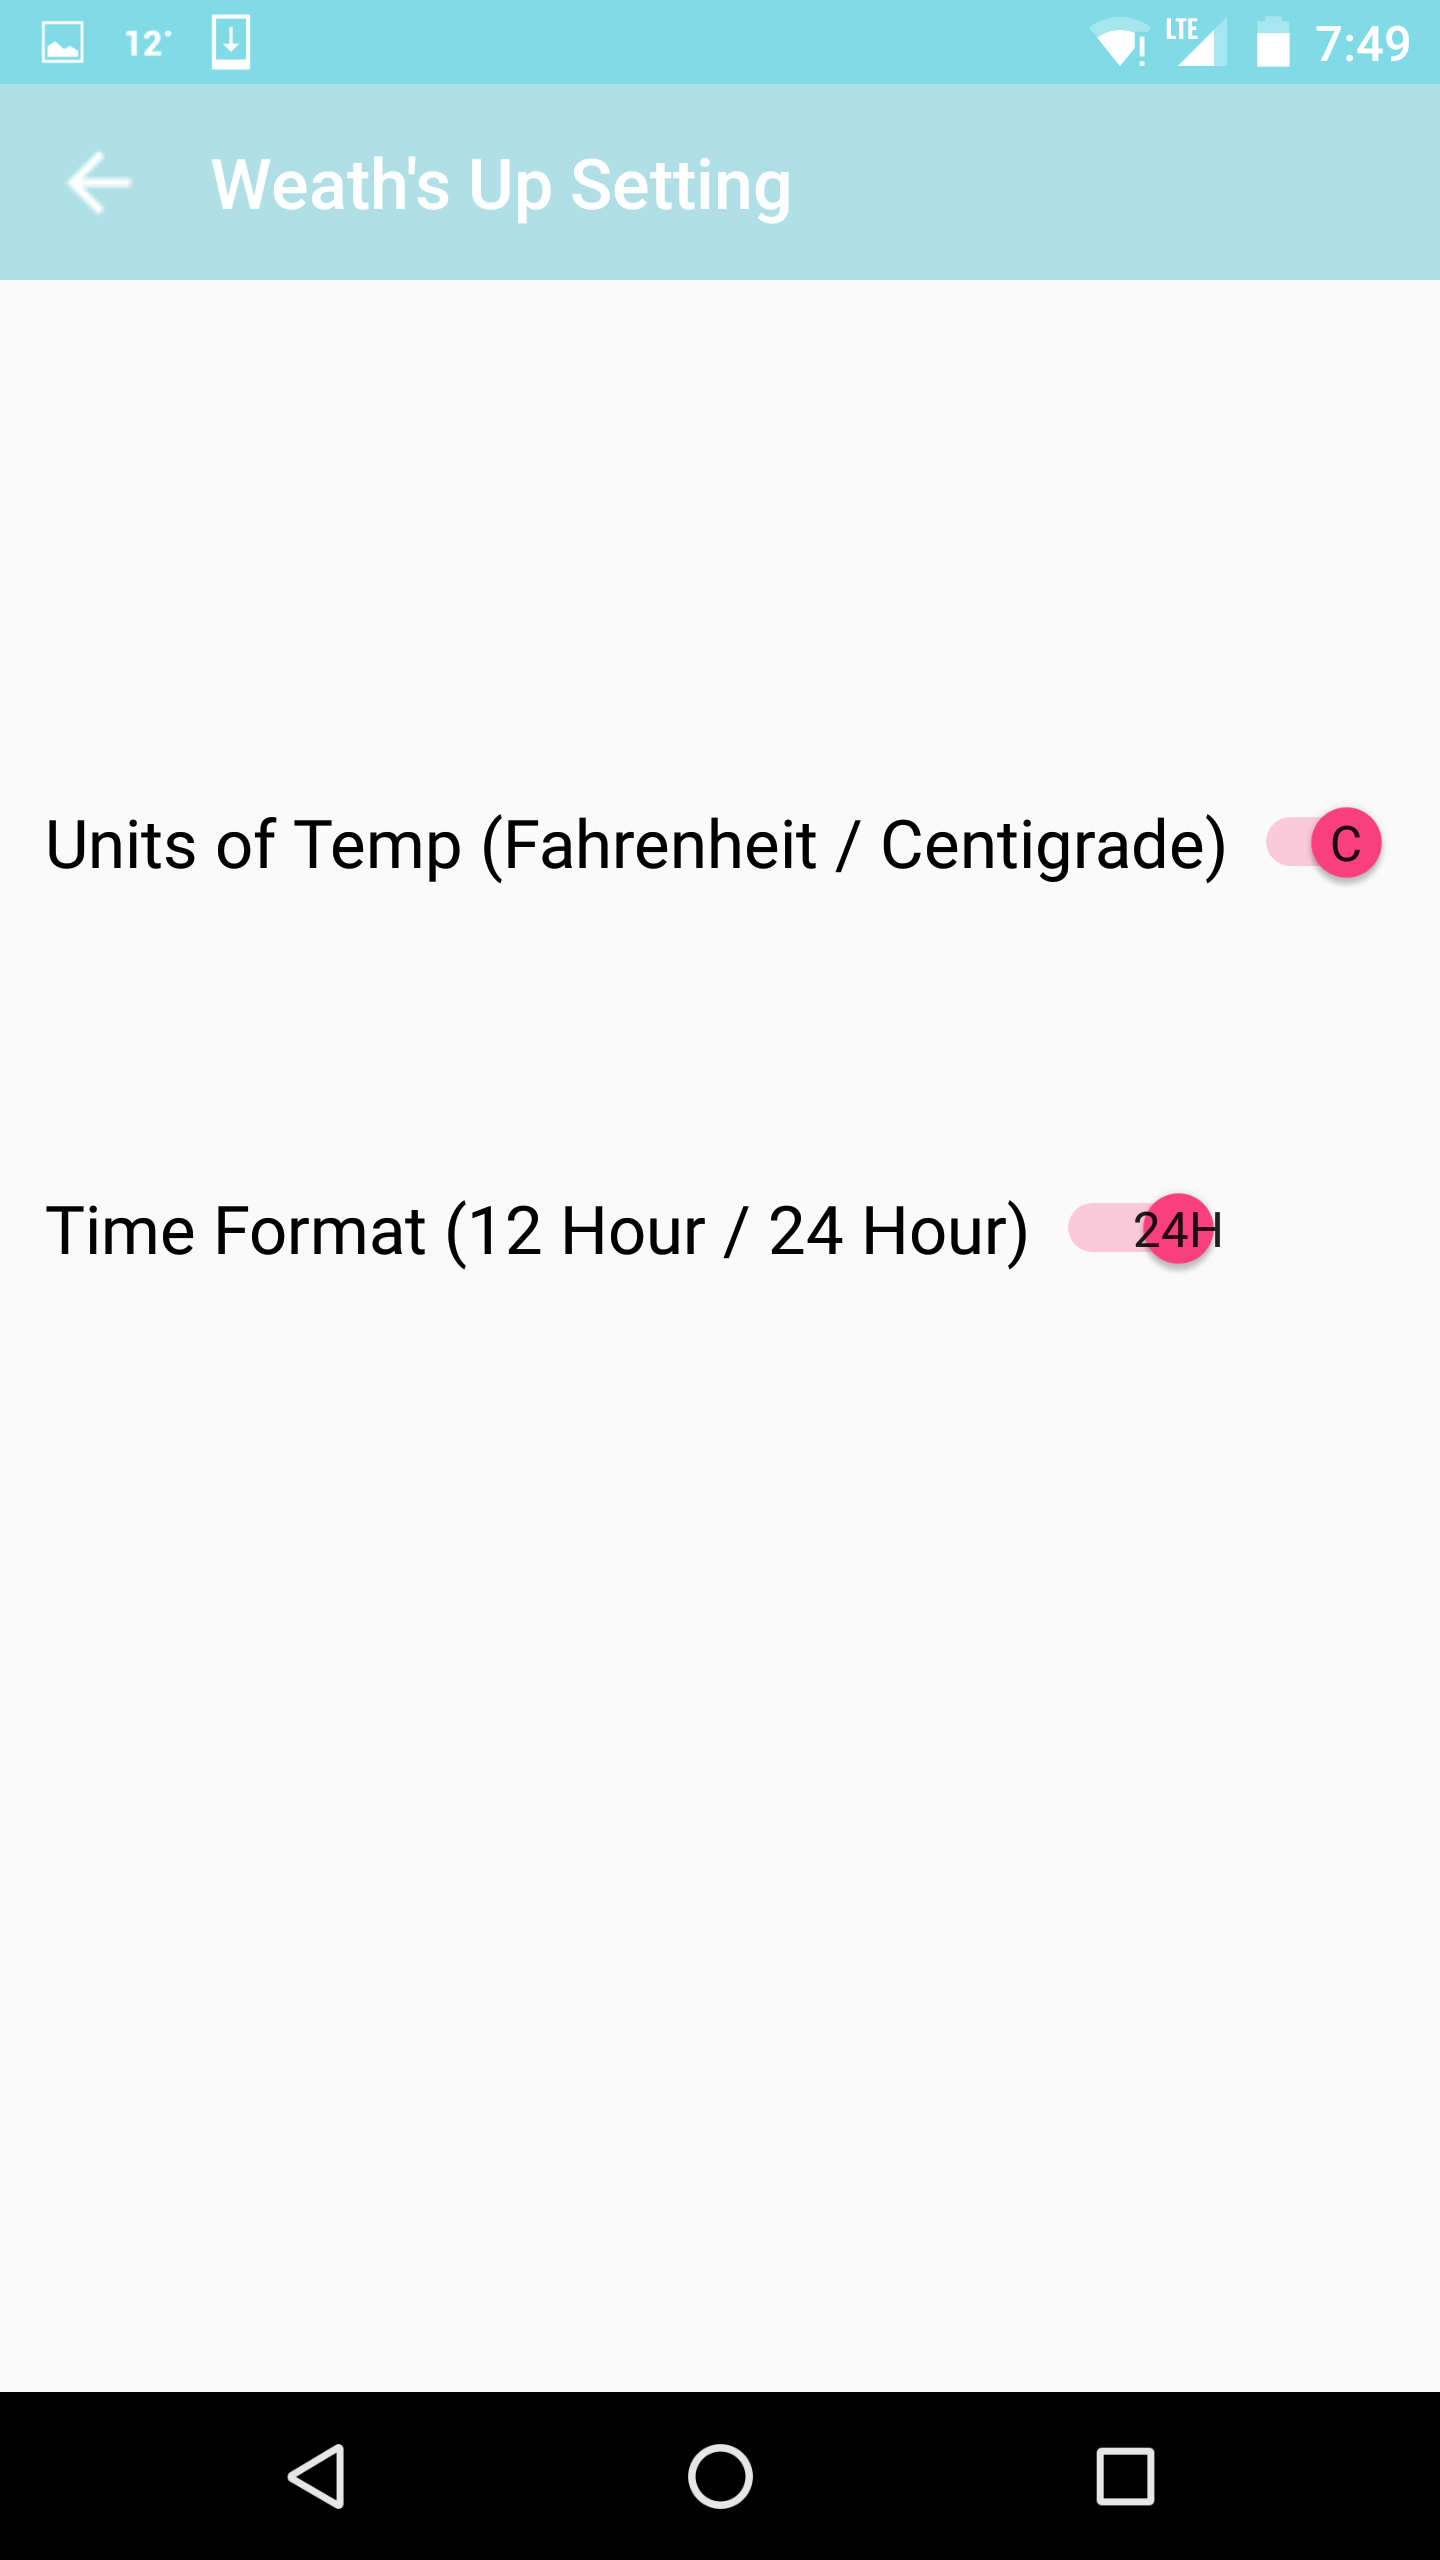 12° LTE 7:49
Weath's Up Setting
Units of Temp (Fahrenheit / Centigrade) C
Time Format (12 Hour / 24 Hour) 24H